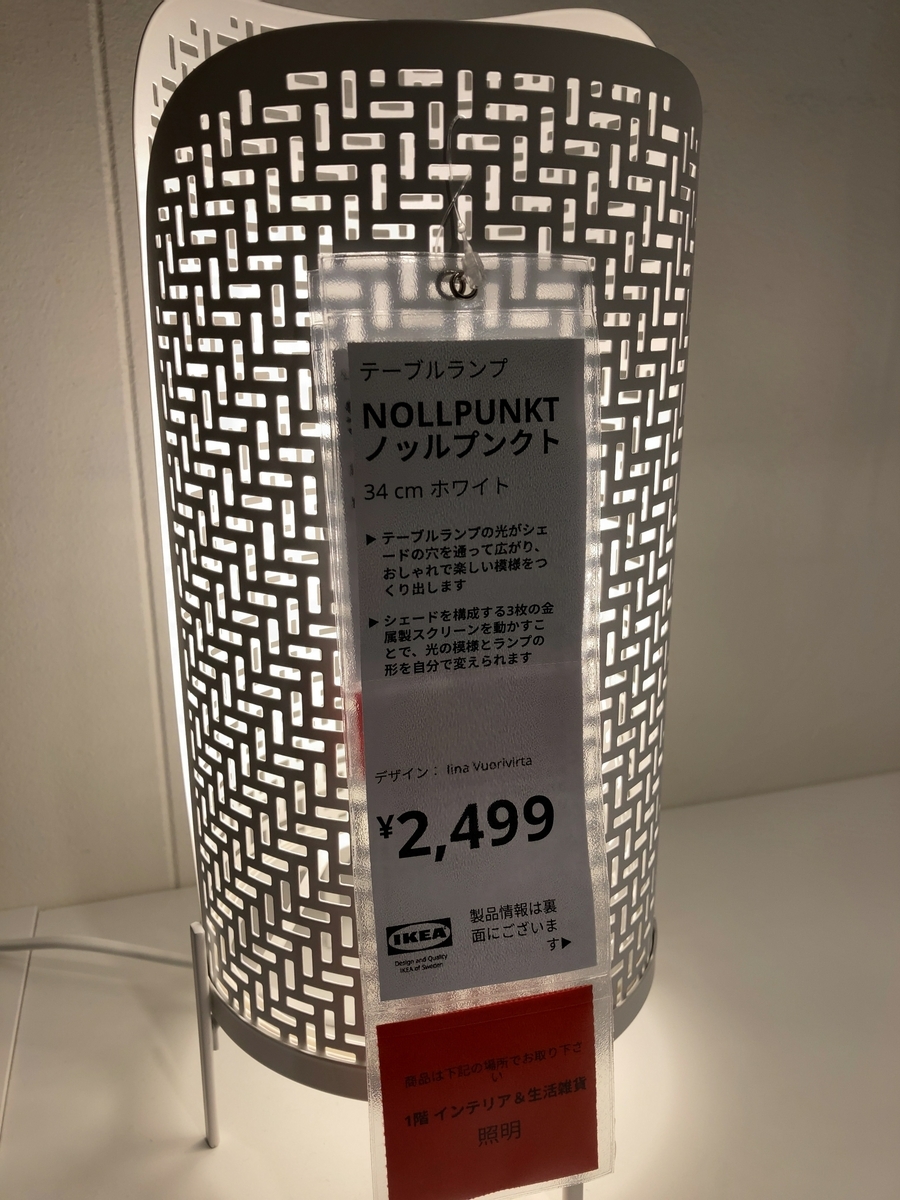 テーブルランプ
NOLLPUNKT
ノッルプンクト
34 cm ホワイト
▶ テーブルランプの光がシェ
ードの穴を通って広がり、
おしゃれで楽しい模様をつ
くり出します
▶ シェードを構成する3枚の金
属製スクリーンを動かすこ
とで、光の模様とランプの
形を自分で変えられます
デザイン： Iina Vuorivirta
¥2,499
製品情報は裏
面にございま
す▶
IKEA
Design and Quality
IKEA of Sweden
商品は下記の場所でお取り下さ
い
1階 インテリア＆生活雑貨
照明